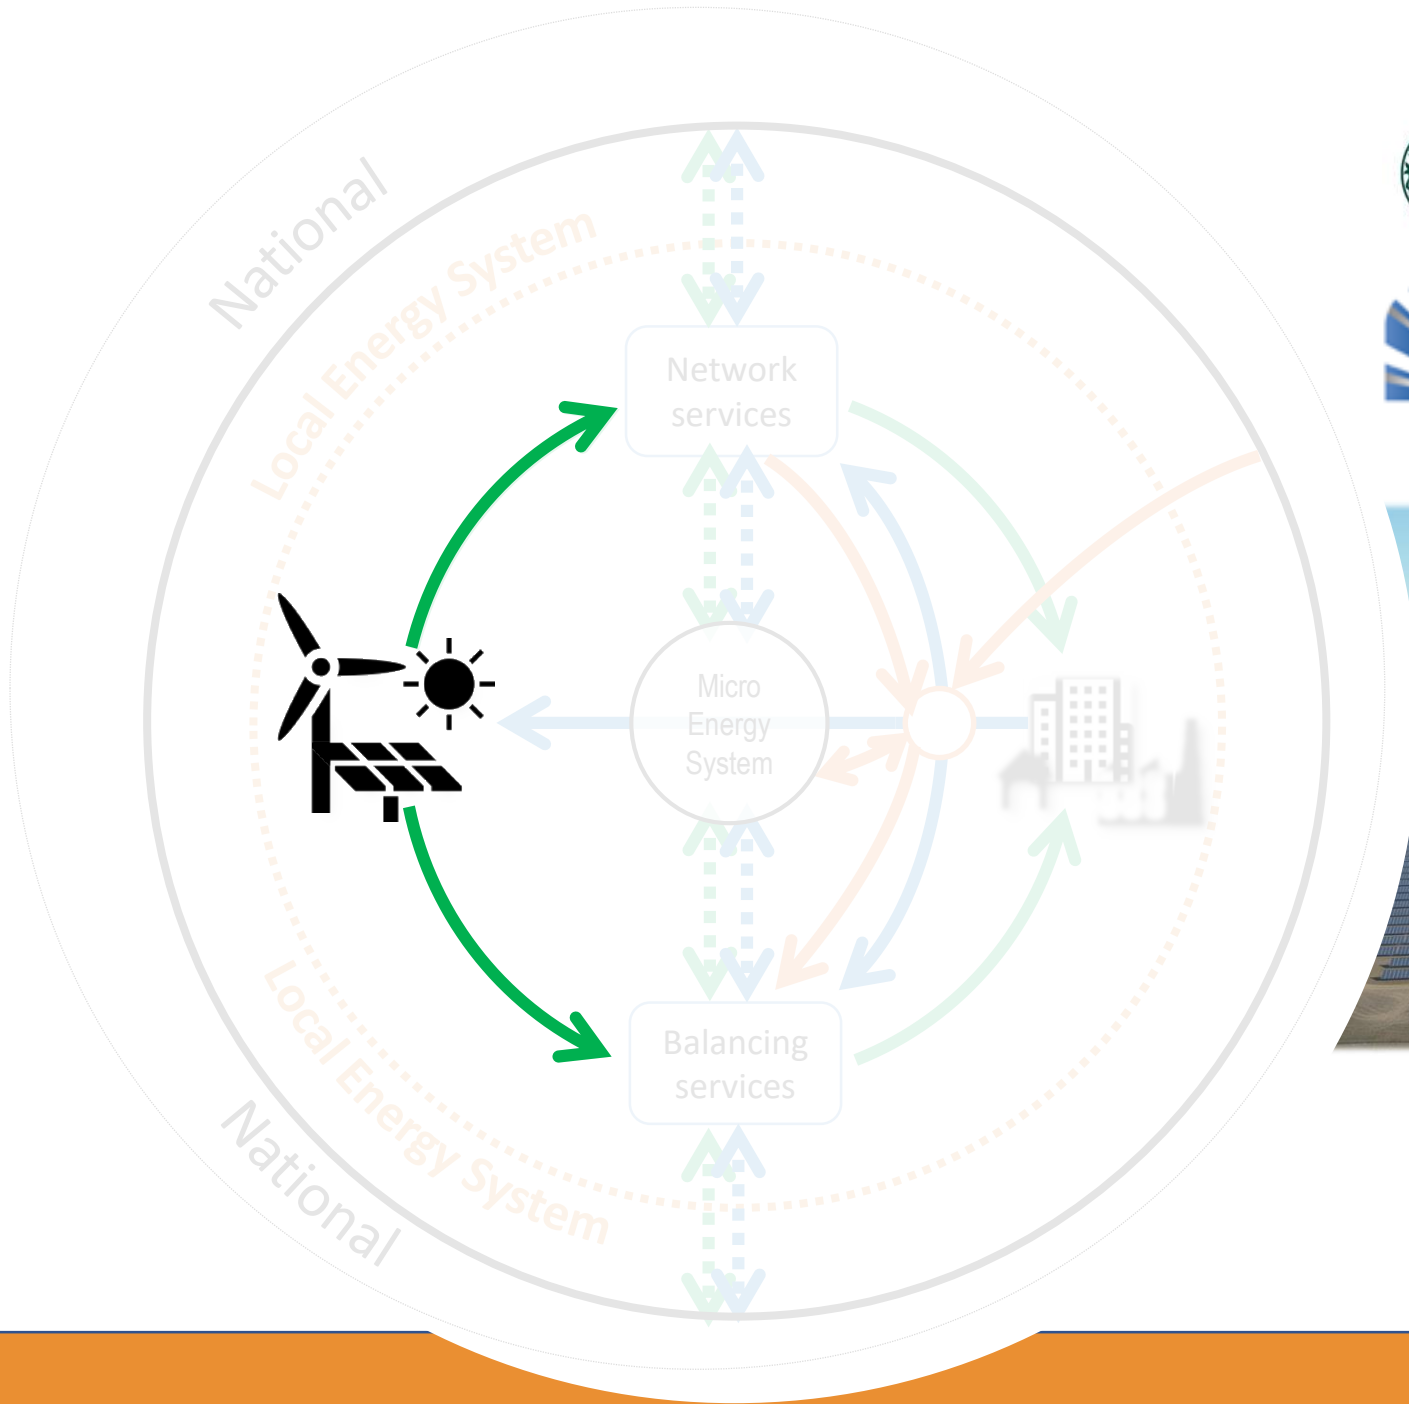 National
Local Energy System
Network
services
Micro
Energy
System
Balancing
services
Local Energy System
National